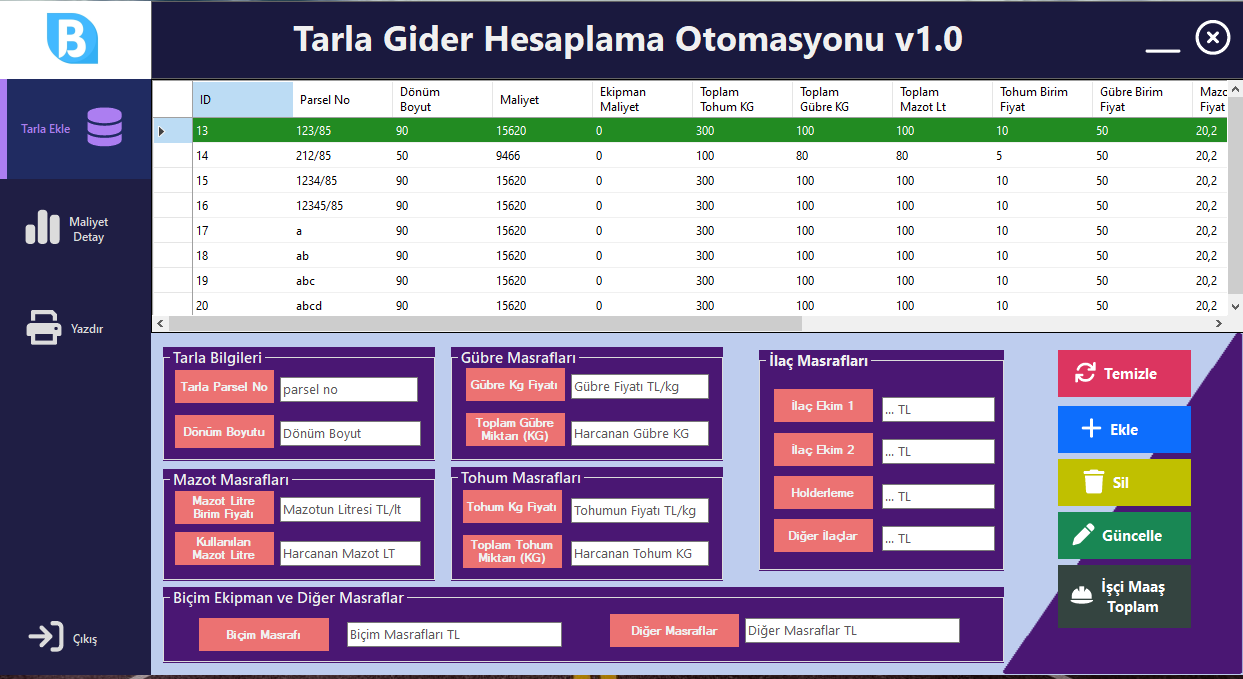 B
Tarla Gider Hesaplama Otomasyonu v1.0
Tarla Ekle
Maliyet
Detay
Yazdır
Çıkış
ID Parsel No Dönüm Boyut Maliyet Ekipman Maliyet Toplam Tohum KG Toplam Gübre KG Toplam Mazot Lt Tohum Birim Fiyat Gübre Birim Fiyat Mazo Fiyat
13 123/85 90 15620 0 300 100 100 10 50 20,2
14 212/85 50 9466 0 100 80 80 5 50 20,2
15 1234/85 90 15620 0 300 100 100 10 50 20,2
16 12345/85 90 15620 0 300 100 100 10 50 20,2
17 a 90 15620 0 300 100 100 10 50 20,2
18 ab 90 15620 0 300 100 100 10 50 20,2
19 abc 90 15620 0 300 100 100 10 50 20,2
20 abcd 90 15620 0 300 100 100 10 50 20,2
Tarla Bilgileri
Tarla Parsel No parsel no
Dönüm Boyutu Dönüm Boyut
Mazot Masrafları
Mazot Litre
Birim Fiyatı
Mazotun Litresi TL/lt
Kullanılan
Mazot Litre
Harcanan Mazot LT
Gübre Masrafları
Gübre Kg Fiyatı Gübre Fiyatı TL/kg
Toplam Gübre
Miktarı (KG)
Harcanan Gübre KG
Tohum Masrafları
Tohum Kg Fiyatı Tohumun Fiyatı TL/kg
Toplam Tohum
Miktarı (KG)
Harcanan Tohum KG
İlaç Masrafları
İlaç Ekim 1 ... TL
İlaç Ekim 2 ... TL
Holderleme ... TL
Diğer İlaçlar ... TL
Biçim Ekipman ve Diğer Masraflar
Biçim Masrafı Biçim Masrafları TL
Diğer Masraflar Diğer Masraflar TL
Temizle
Ekle
Sil
Güncelle
İşçi Maaş
Toplam